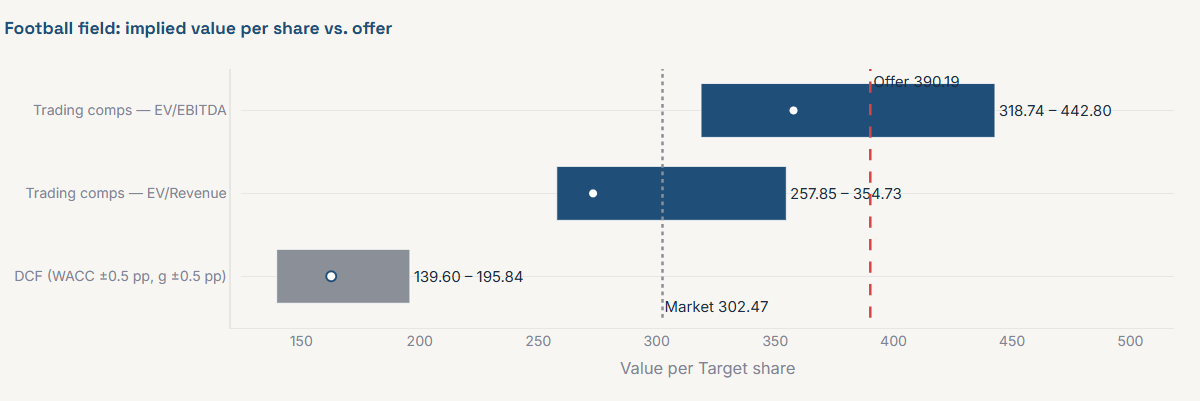 Football field: implied value per share vs. offer
Offer 390.19
Trading comps — EV/EBITDA
318.74 – 442.80
Trading comps — EV/Revenue
257.85 – 354.73
DCF (WACC ±0.5 pp, g ±0.5 pp)
139.60 – 195.84
Market 302.47
150 200 250 300 350 400 450 500
Value per Target share